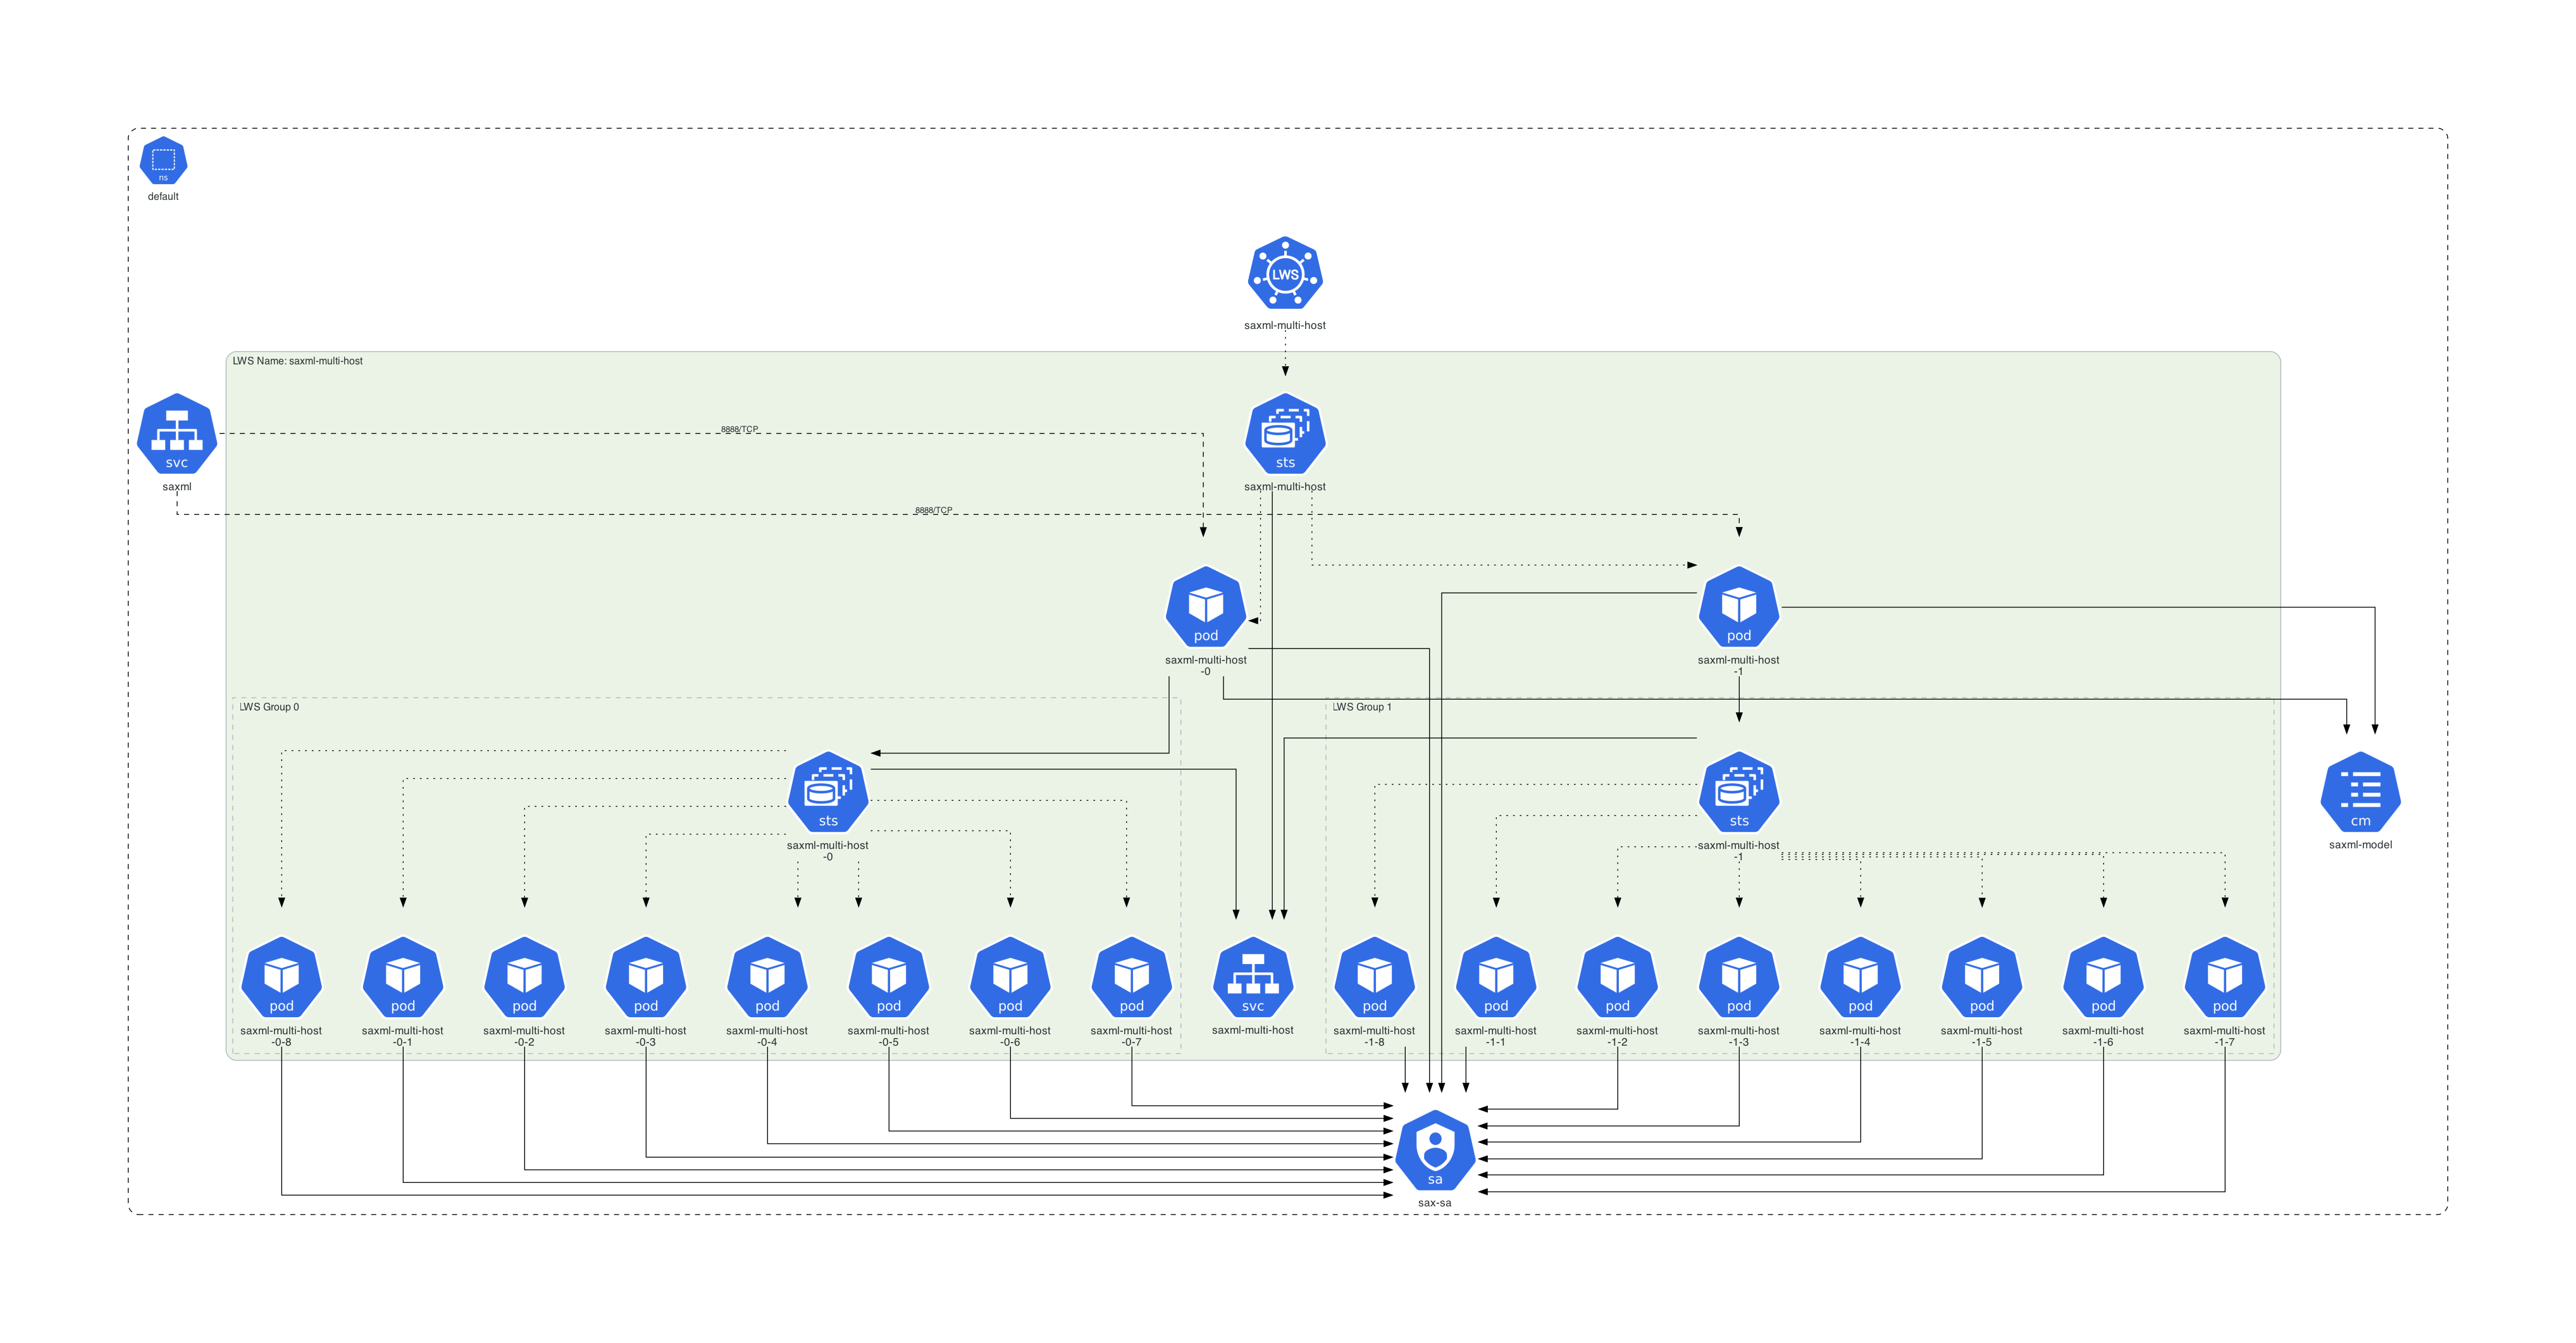 ns
default
LWS
saxml-multi-host
LWS Name: saxml-multi-host
svc
saxml
8888/TCP
sts
saxml-multi-host
8888/TCP
pod
saxml-multi-host
-0
pod
saxml-multi-host
-1
LWS Group 0
LWS Group 1
sts
saxml-multi-host
-0
sts
saxml-multi-host
-1
cm
saxml-model
pod
saxml-multi-host
-0-8
pod
saxml-multi-host
-0-1
pod
saxml-multi-host
-0-2
pod
saxml-multi-host
-0-3
pod
saxml-multi-host
-0-4
pod
saxml-multi-host
-0-5
pod
saxml-multi-host
-0-6
pod
saxml-multi-host
-0-7
svc
saxml-multi-host
pod
saxml-multi-host
-1-8
pod
saxml-multi-host
-1-1
pod
saxml-multi-host
-1-2
pod
saxml-multi-host
-1-3
pod
saxml-multi-host
-1-4
pod
saxml-multi-host
-1-5
pod
saxml-multi-host
-1-6
pod
saxml-multi-host
-1-7
sa
sax-sa